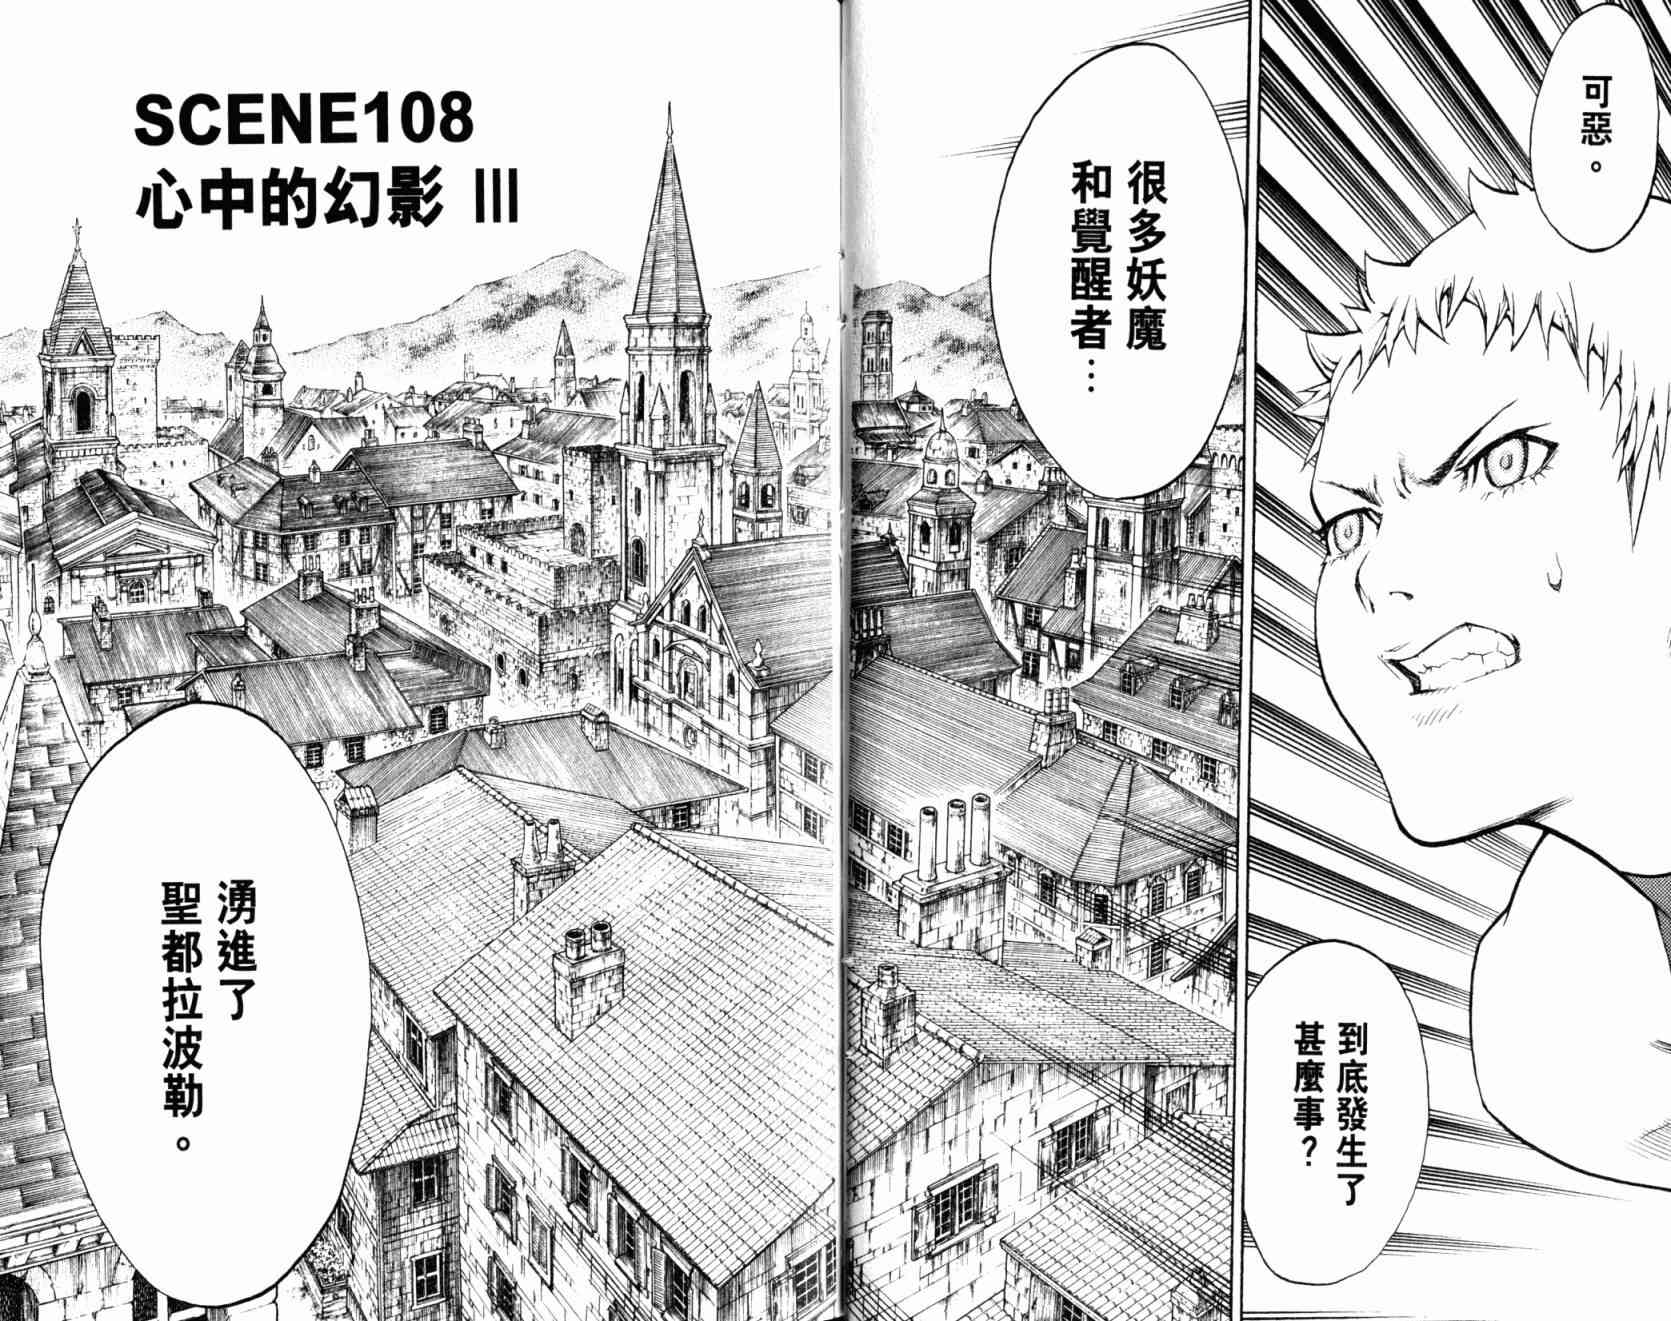 可惡。
到底發生了
甚麼事？
很多妖魔
和覺醒者…
SCENE108
心中的幻影 III
湧進了
聖都拉波勒。